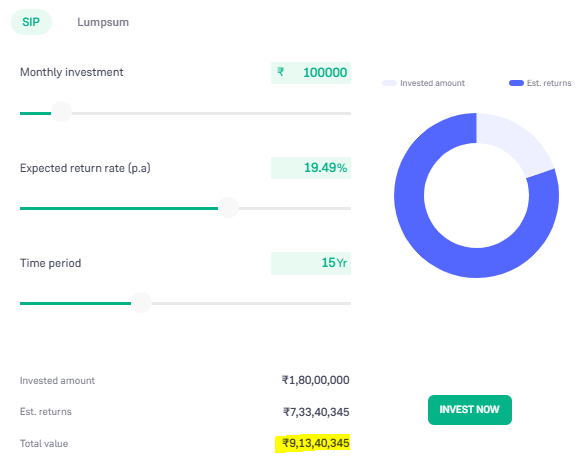 SIP Lumpsum
Monthly investment ₹ 100000
Invested amount Est. returns
Expected return rate (p.a) 19.49%
Time period 15Yr
Invested amount ₹1,80,00,000
Est. returns ₹7,33,40,345
INVEST NOW
Total value ₹9,13,40,345